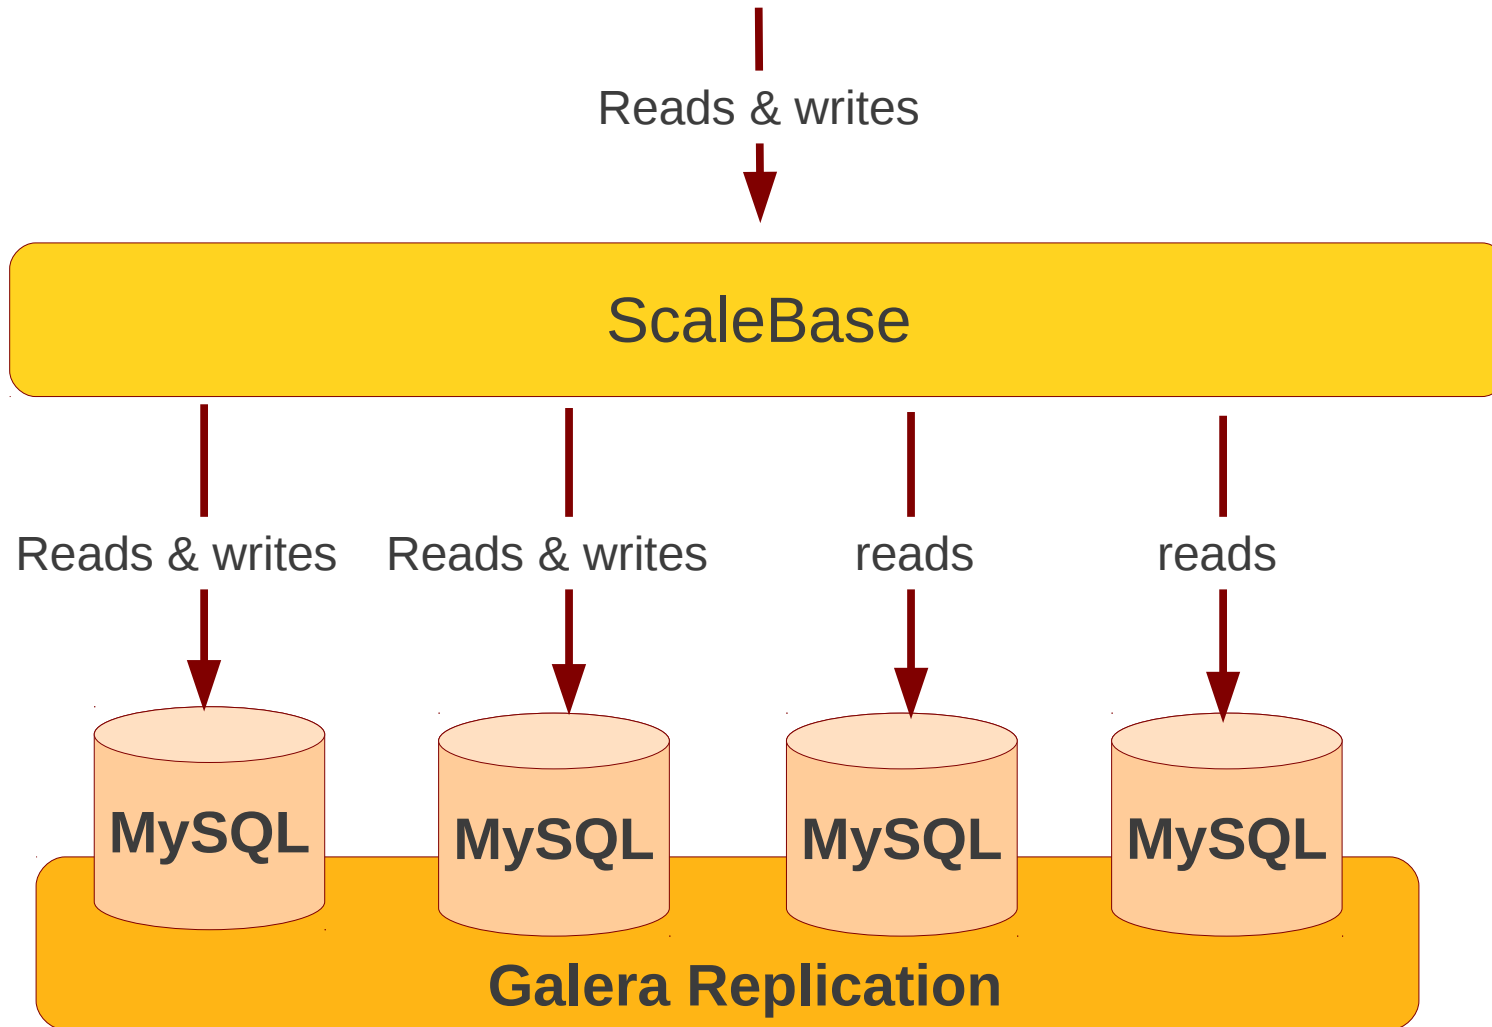 Reads & writes
ScaleBase
Reads & writes
Reads & writes
reads
reads
MySQL
MySQL
MySQL
MySQL
Galera Replication